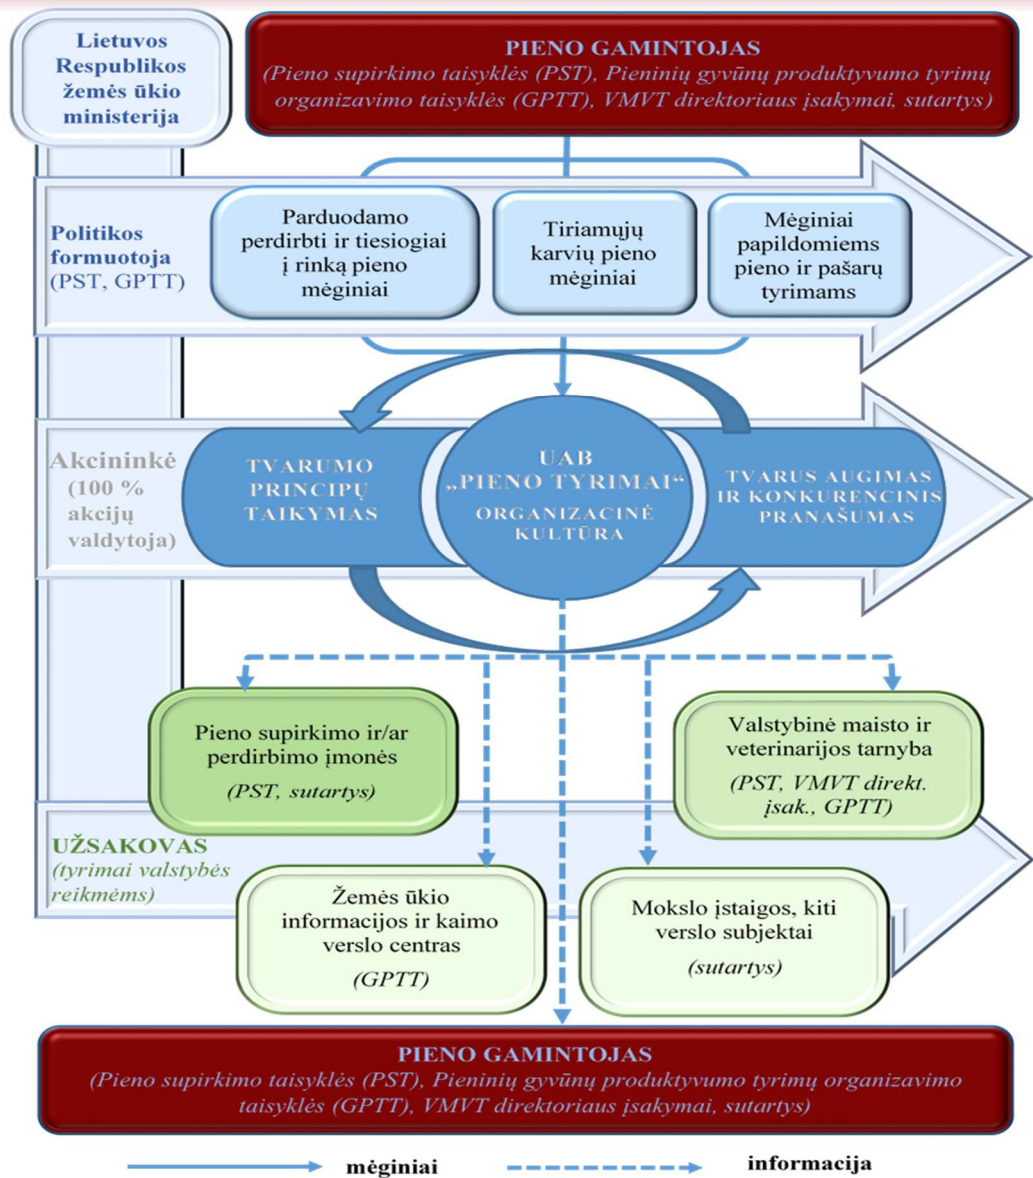 Lietuvos
Respublikos
žemės ūkio
ministerija
PIENO GAMINTOJAS
(Pieno supirkimo taisyklės (PST), Pieninių gyvūnų produktyvumo tyrimų
organizavimo taisyklės (GPTT), VMVT direktoriaus įsakymai, sutartys)
Politikos
formuotoja
(PST, GPTT)
Parduodamo
perdirbti ir tiesiogiai
į rinką pieno
mėginiai
Tiriamųjų
karvių pieno
mėginiai
Mėginiai
papildomiems
pieno ir pašarų
tyrimams
Akcininkė
(100 %
akcijų
valdytoja)
TVARUMO
PRINCIPŲ
TAIKYMAS
UAB
„PIENO TYRIMAI“
ORGANIZACINĖ
KULTŪRA
TVARUS AUGIMAS
IR KONKURENCINIS
PRANAŠUMAS
Pieno supirkimo ir/ar
perdirbimo įmonės
(PST, sutartys)
Valstybinė maisto ir
veterinarijos tarnyba
(PST, VMVT direkt.
įsak., GPTT)
UŽSAKOVAS
(tyrimai valstybės
reikmėms)
Žemės ūkio
informacijos ir kaimo
verslo centras
(GPTT)
Mokslo įstaigos, kiti
verslo subjektai
(sutartys)
PIENO GAMINTOJAS
(Pieno supirkimo taisyklės (PST), Pieninių gyvūnų produktyvumo tyrimų organizavimo
taisyklės (GPTT), VMVT direktoriaus įsakymai, sutartys)
mėginiai
informacija